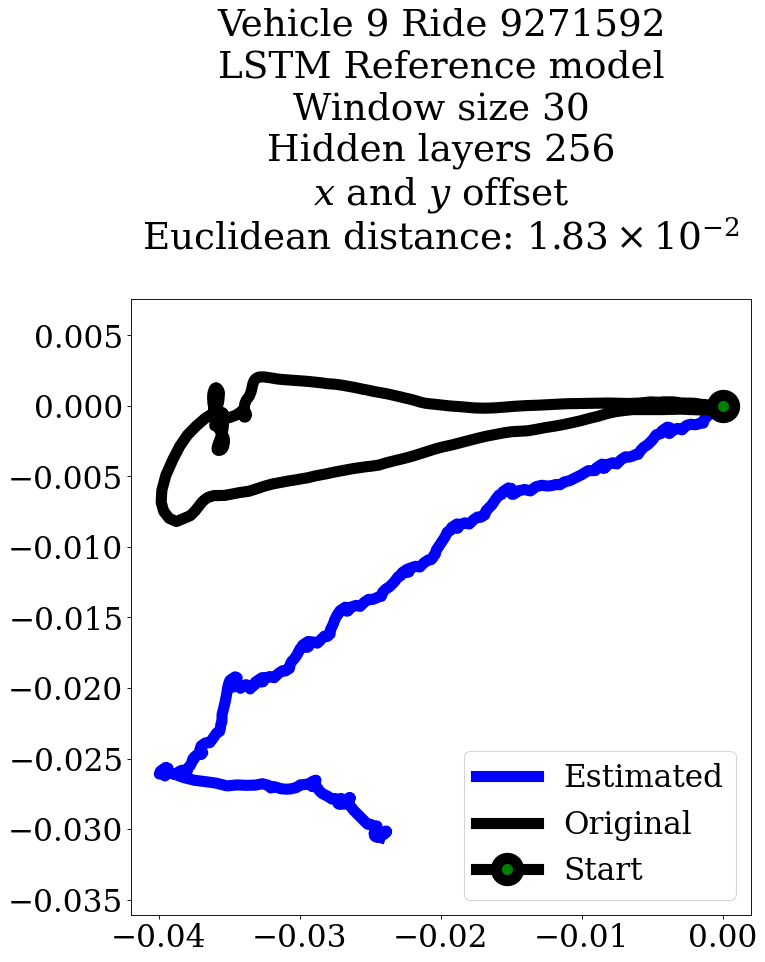 Vehicle 9 Ride 9271592
LSTM Reference model
Window size 30
Hidden layers 256
x and y offset
Euclidean distance: 1.83 × 10⁻²
0.005
0.000
−0.005
−0.010
−0.015
−0.020
−0.025
−0.030
−0.035
Estimated
Original
Start
−0.04 −0.03 −0.02 −0.01 0.00